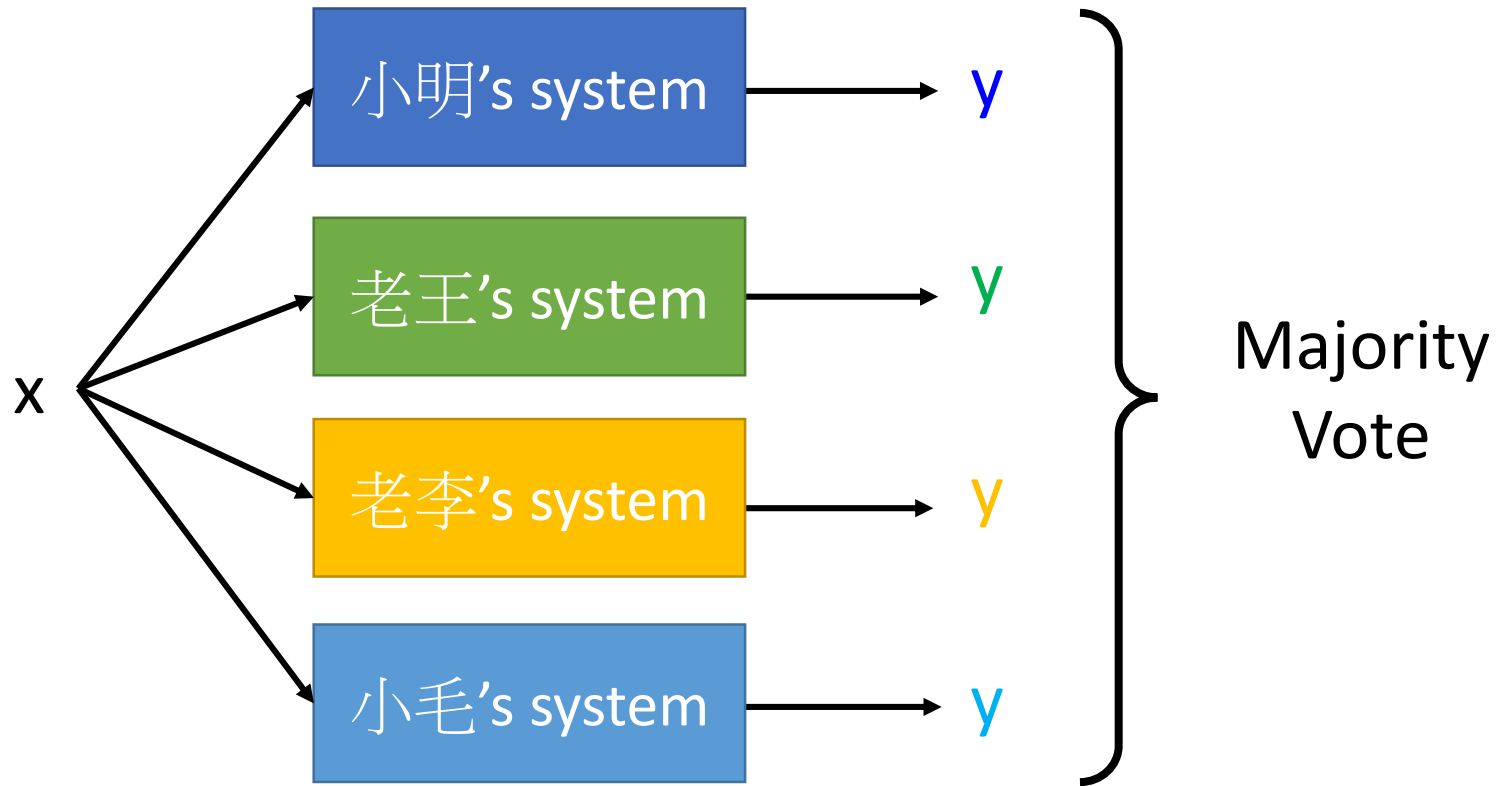 小明's system
y
老王's system
y
x
老李's system
y
小毛's system
y
Majority
Vote